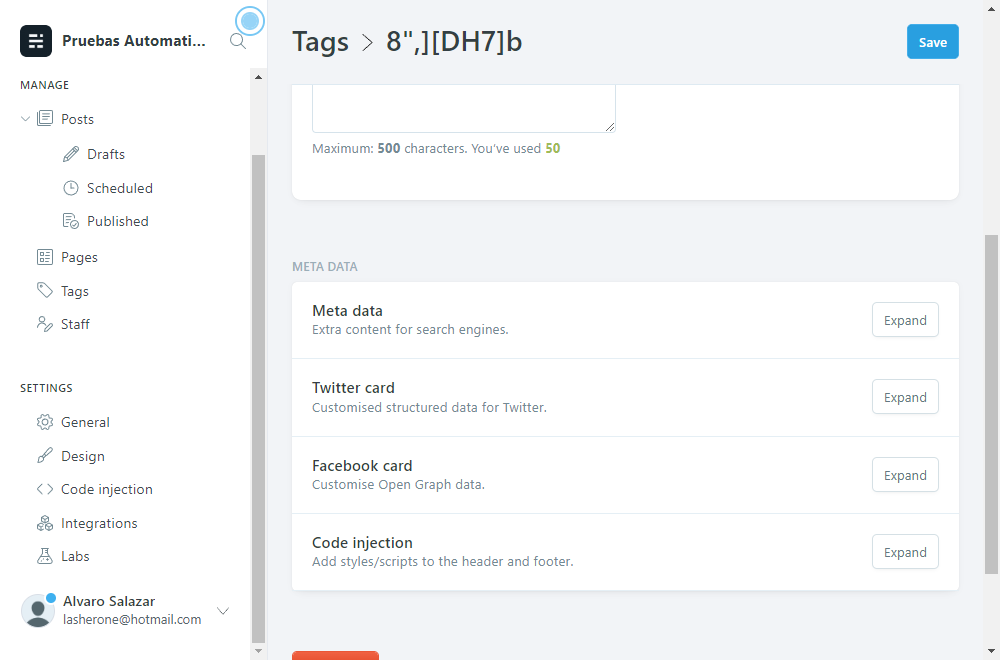 Pruebas Automati...
MANAGE
Posts
Drafts
Scheduled
Published
Pages
Tags
Staff
SETTINGS
General
Design
Code injection
Integrations
Labs
Alvaro Salazar
lasherone@hotmail.com
Tags > 8",][DH7]b
Save
Maximum: 500 characters. You've used 50
META DATA
Meta data
Extra content for search engines.
Expand
Twitter card
Customised structured data for Twitter.
Expand
Facebook card
Customise Open Graph data.
Expand
Code injection
Add styles/scripts to the header and footer.
Expand